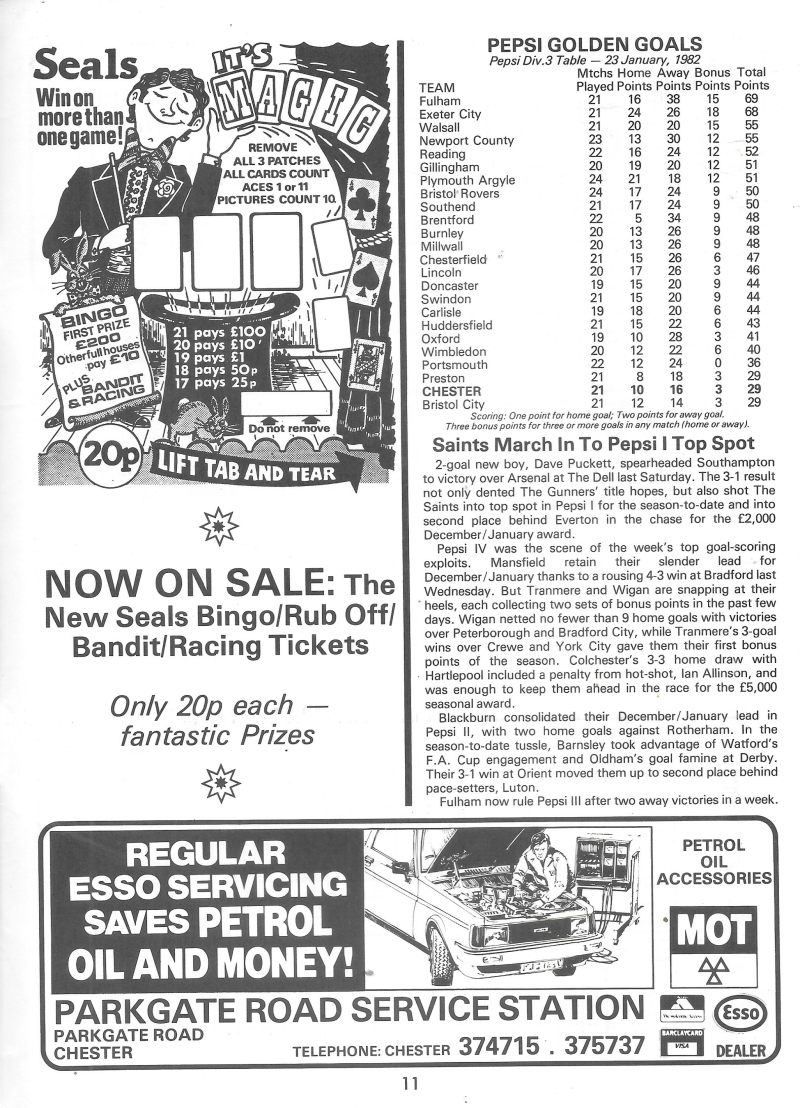 Seals
Win on
more than
one game!
IT'S
MAGIC
REMOVE
ALL 3 PATCHES
ALL CARDS COUNT
ACES 1 or 11
PICTURES COUNT 10.
BINGO
FIRST PRIZE
£200
Other full houses
pay £10
PLUS BANDIT
& RACING
21 pays £100
20 pays £10
19 pays £1
18 pays 50p
17 pays 25p
Do not remove
20p
LIFT TAB AND TEAR
NOW ON SALE: The
New Seals Bingo/Rub Off/
Bandit/Racing Tickets
Only 20p each —
fantastic Prizes
PEPSI GOLDEN GOALS
Pepsi Div.3 Table — 23 January, 1982
Mtchs Home Away Bonus Total
TEAM Played Points Points Points Points
Fulham 21 16 38 15 69
Exeter City 21 24 26 18 68
Walsall 21 20 20 15 55
Newport County 23 13 30 12 55
Reading 22 16 24 12 52
Gillingham 20 19 20 12 51
Plymouth Argyle 24 21 18 12 51
Bristol Rovers 24 17 24 9 50
Southend 21 17 24 9 50
Brentford 22 5 34 9 48
Burnley 20 13 26 9 48
Millwall 20 13 26 9 48
Chesterfield 21 15 26 6 47
Lincoln 20 17 26 3 46
Doncaster 19 15 20 9 44
Swindon 21 15 20 9 44
Carlisle 19 18 20 6 44
Huddersfield 21 15 22 6 43
Oxford 19 10 28 3 41
Wimbledon 20 12 22 6 40
Portsmouth 22 12 24 0 36
Preston 21 8 18 3 29
CHESTER 21 10 16 3 29
Bristol City 21 12 14 3 29
Scoring: One point for home goal; Two points for away goal.
Three bonus points for three or more goals in any match (home or away).
Saints March In To Pepsi I Top Spot
2-goal new boy, Dave Puckett, spearheaded Southampton
to victory over Arsenal at The Dell last Saturday. The 3-1 result
not only dented The Gunners' title hopes, but also shot The
Saints into top spot in Pepsi I for the season-to-date and into
second place behind Everton in the chase for the £2,000
December/January award.
Pepsi IV was the scene of the week's top goal-scoring
exploits. Mansfield retain their slender lead for
December/January thanks to a rousing 4-3 win at Bradford last
Wednesday. But Tranmere and Wigan are snapping at their
heels, each collecting two sets of bonus points in the past few
days. Wigan netted no fewer than 9 home goals with victories
over Peterborough and Bradford City, while Tranmere's 3-goal
wins over Crewe and York City gave them their first bonus
points of the season. Colchester's 3-3 home draw with
Hartlepool included a penalty from hot-shot, Ian Allinson, and
was enough to keep them ahead in the race for the £5,000
seasonal award.
Blackburn consolidated their December/January lead in
Pepsi II, with two home goals against Rotherham. In the
season-to-date tussle, Barnsley took advantage of Watford's
F.A. Cup engagement and Oldham's goal famine at Derby.
Their 3-1 win at Orient moved them up to second place behind
pace-setters, Luton.
Fulham now rule Pepsi III after two away victories in a week.
REGULAR
ESSO SERVICING
SAVES PETROL
OIL AND MONEY!
PETROL
OIL
ACCESSORIES
MOT
PARKGATE ROAD SERVICE STATION
PARKGATE ROAD
CHESTER
TELEPHONE: CHESTER 374715 . 375737
BARCLAYCARD
VISA
Esso
DEALER
11